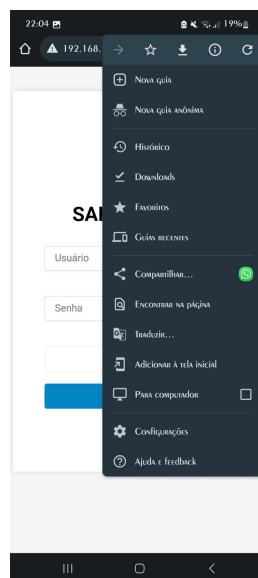 22:04
19%
192.168.
Nova guia
Nova guia anônima
Histórico
Downloads
SA
Favoritos
Guias recentes
Usuário
Compartilhar...
Senha
Encontrar na página
Traduzir...
Adicionar à tela inicial
Para computador
Configurações
Ajuda e feedback